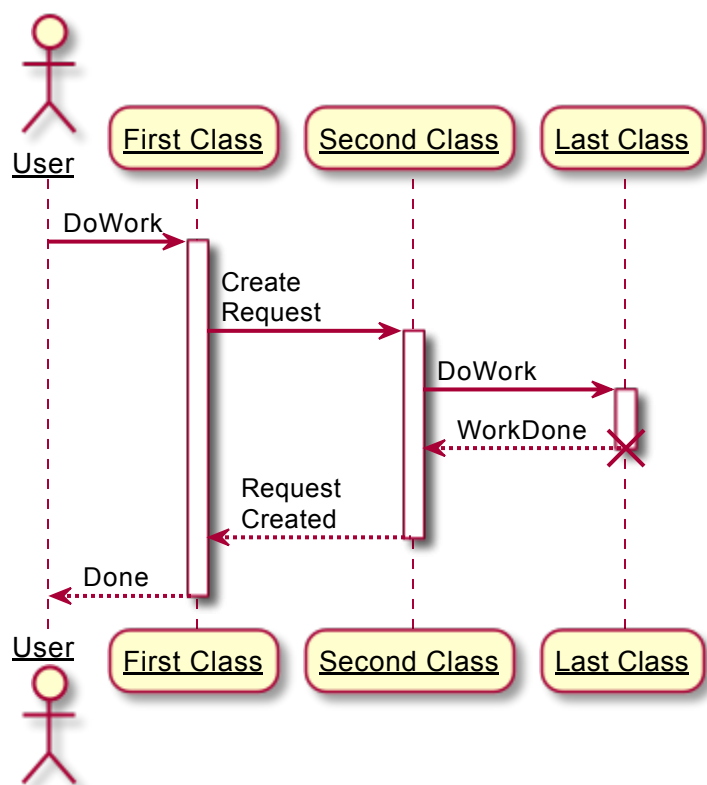 User
First Class
Second Class
Last Class
DoWork
Create
Request
DoWork
WorkDone
Request
Created
Done
User
First Class
Second Class
Last Class